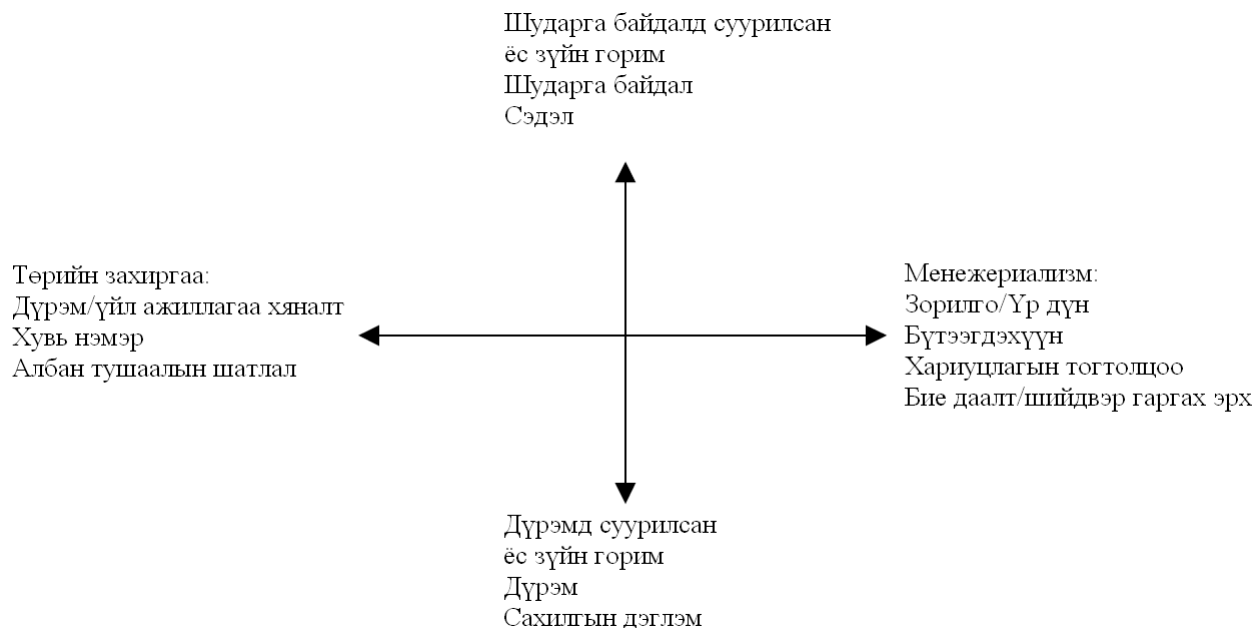 Шударга байдалд суурилсан
ёс зүйн горим
Шударга байдал
Сэдэл
Төрийн захиргаа:
Дүрэм/үйл ажиллагаа хяналт
Хувь нэмэр
Албан тушаалын шатлал
Менежериализм:
Зорилго/Үр дүн
Бүтээгдэхүүн
Хариуцлагын тогтолцоо
Бие даалт/шийдвэр гаргах эрх
Дүрэмд суурилсан
ёс зүйн горим
Дүрэм
Сахилгын дэглэм